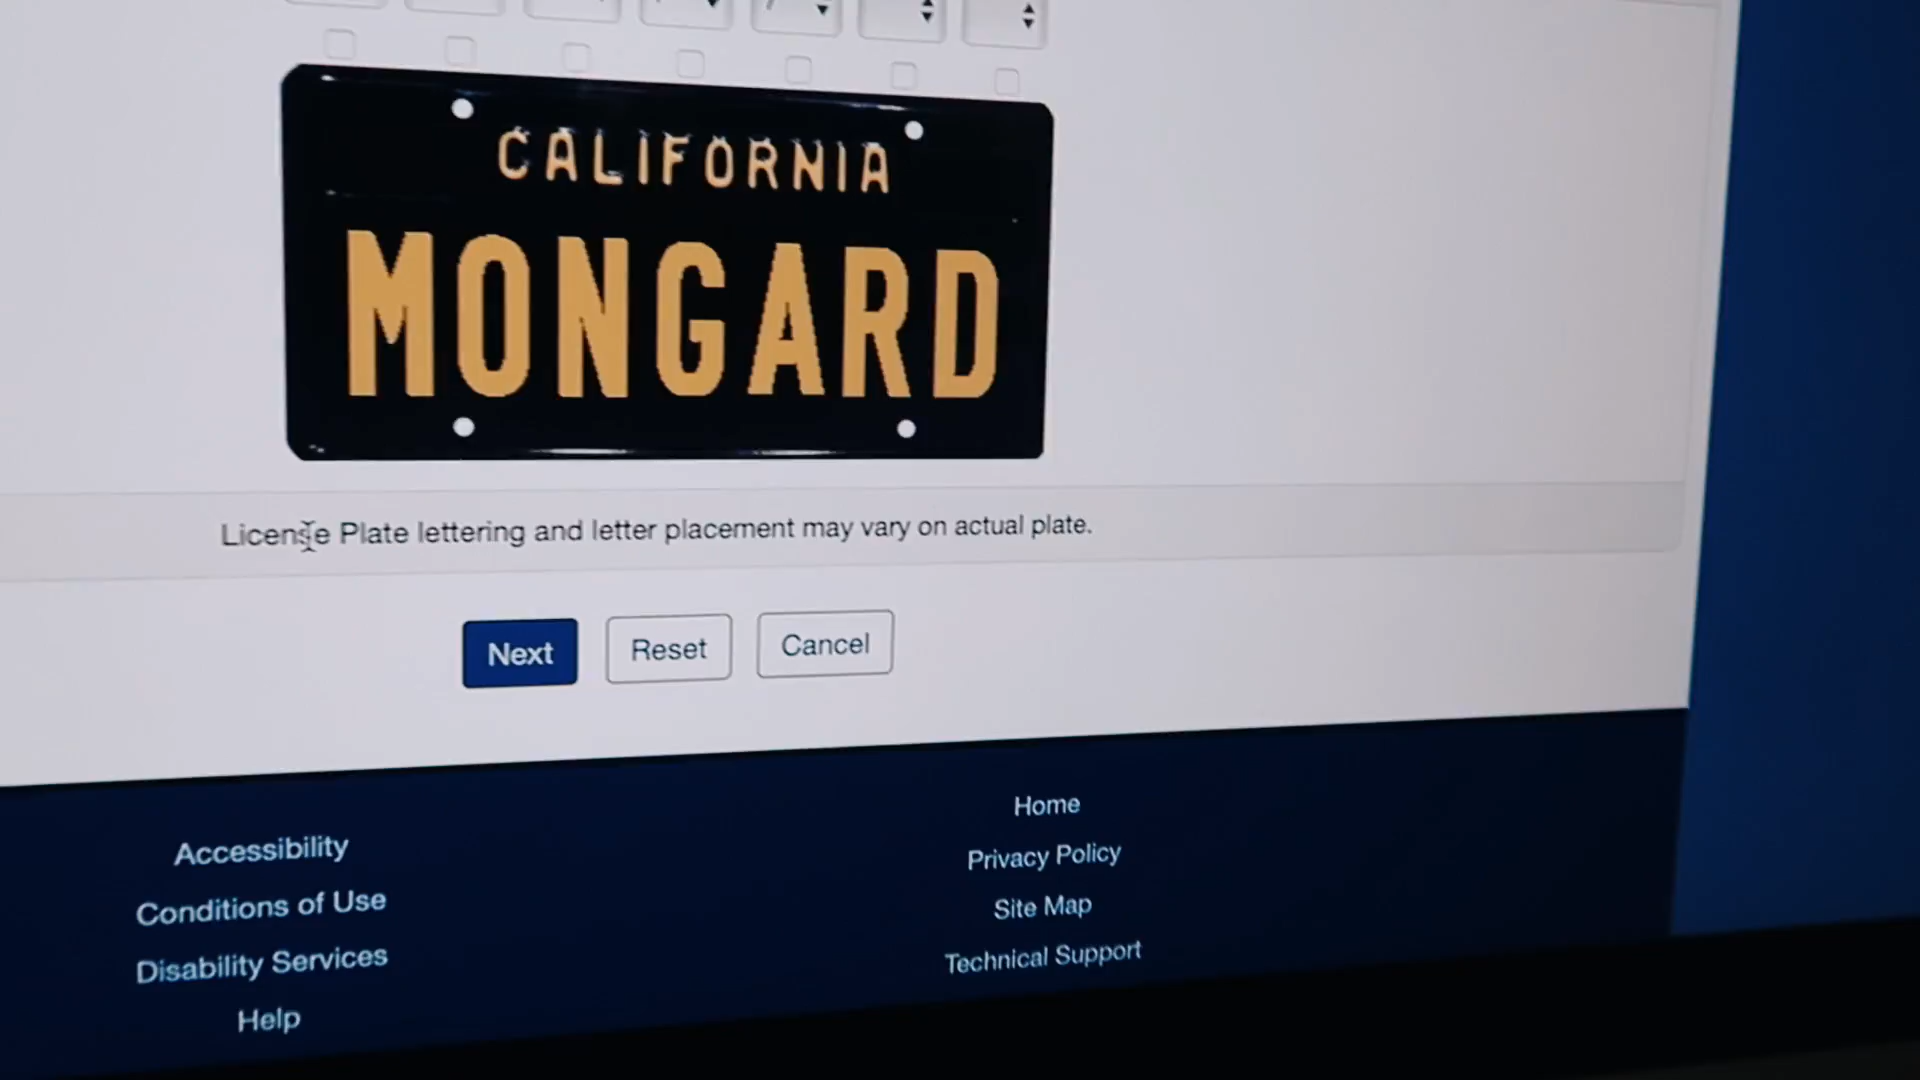 CALIFORNIA
MONGARD
License Plate lettering and letter placement may vary on actual plate.
Next Reset Cancel
Accessibility
Conditions of Use
Disability Services
Help
Home
Privacy Policy
Site Map
Technical Support